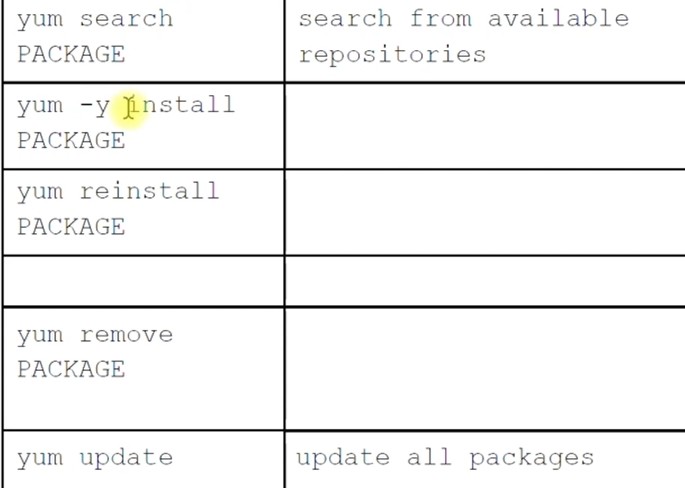 yum search
PACKAGE
search from available
repositories
yum -y install
PACKAGE
yum reinstall
PACKAGE
yum remove
PACKAGE
yum update
update all packages